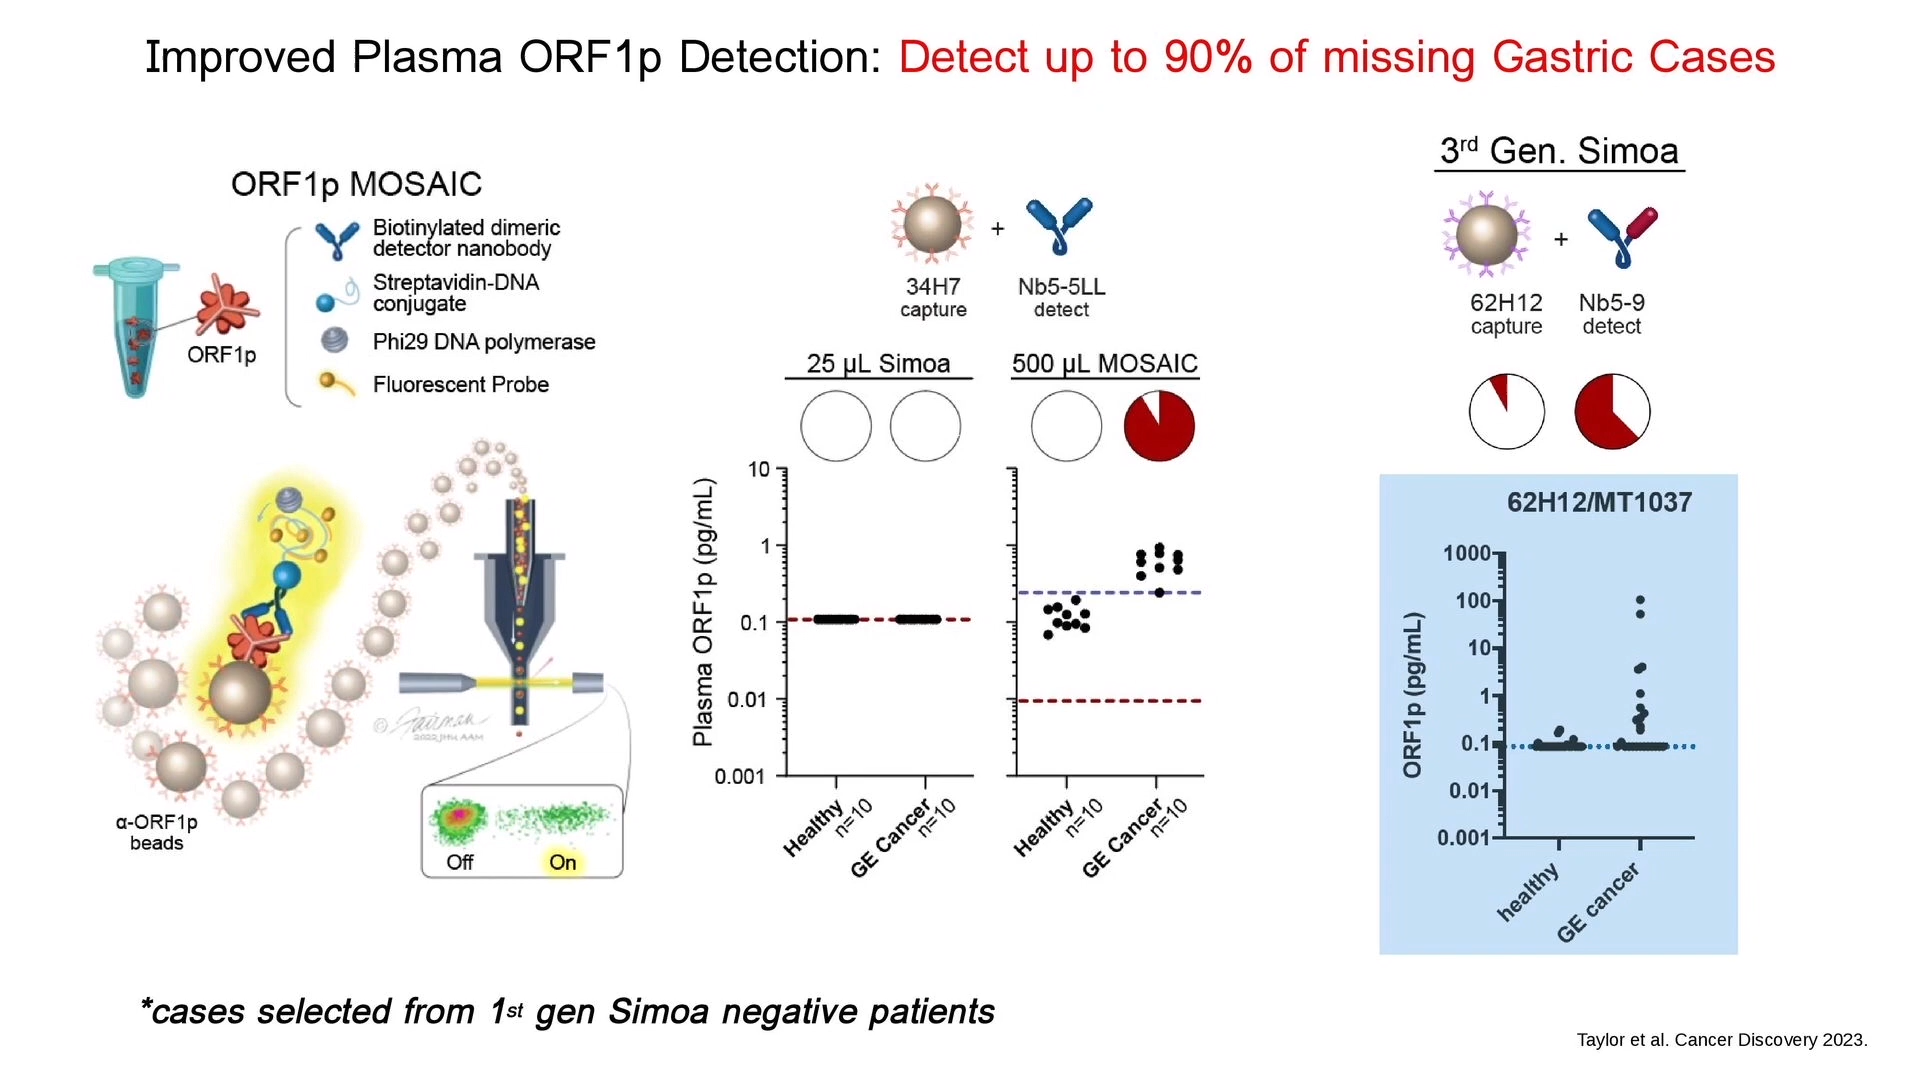 Improved Plasma ORF1p Detection: Detect up to 90% of missing Gastric Cases
ORF1p MOSAIC
ORF1p
Biotinylated dimeric
detector nanobody
Streptavidin-DNA
conjugate
Phi29 DNA polymerase
Fluorescent Probe
α-ORF1p
beads
Off
On
34H7
capture
+
Nb5-5LL
detect
25 µL Simoa
500 µL MOSAIC
Plasma ORF1p (pg/mL)
10
1
0.1
0.01
0.001
Healthy
n=10
GE Cancer
n=10
Healthy
n=10
GE Cancer
n=10
3rd Gen. Simoa
62H12
capture
+
Nb5-9
detect
62H12/MT1037
ORF1p (pg/mL)
1000
100
10
1
0.1
0.01
0.001
healthy
GE cancer
*cases selected from 1st gen Simoa negative patients
Taylor et al. Cancer Discovery 2023.